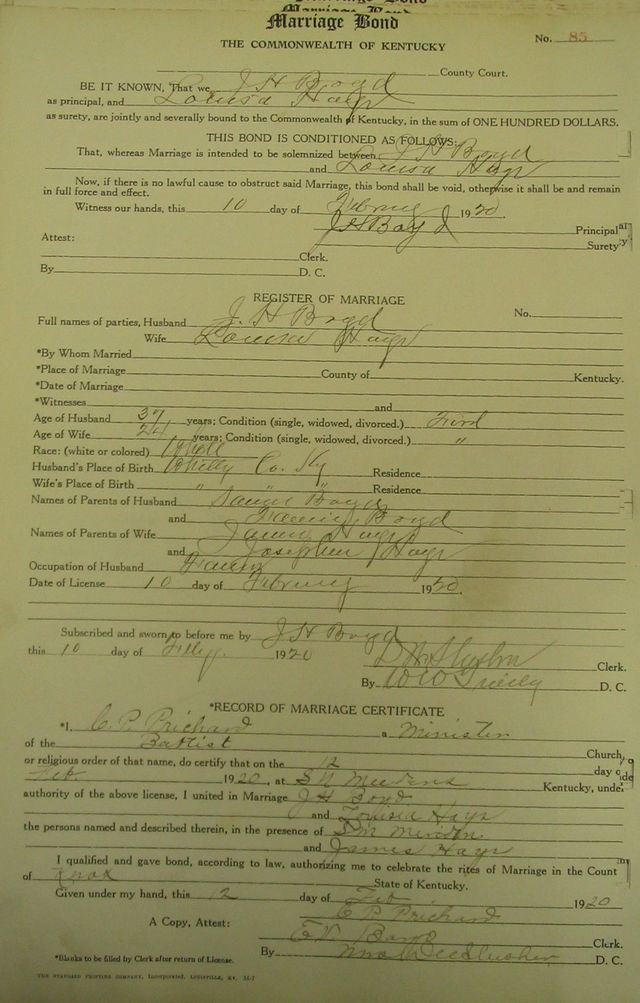 Marriage Bond
Marriage Bond
THE COMMONWEALTH OF KENTUCKY
No. 85
County Court.
BE IT KNOWN, That we J H Boyd
as principal, and Louisa Hays
as surety, are jointly and severally bound to the Commonwealth of Kentucky, in the sum of ONE HUNDRED DOLLARS.
THIS BOND IS CONDITIONED AS FOLLOWS:
That, whereas Marriage is intended to be solemnized between J H Boyd
and Louisa Hays
Now, if there is no lawful cause to obstruct said Marriage, this bond shall be void, otherwise it shall be and remain
in full force and effect.
Witness our hands, this 10 day of February 1920.
J H Boyd Principal
Attest: Surety
Clerk.
By D. C.
REGISTER OF MARRIAGE
Full names of parties, Husband J. H Boyd No.
Wife Louisa Hays
*By Whom Married
*Place of Marriage County of Kentucky.
*Date of Marriage
*Witnesses and
Age of Husband 37 years; Condition (single, widowed, divorced.)
Age of Wife 24 years; Condition (single, widowed, divorced.) "
Race: (white or colored) White
Husband's Place of Birth Whitly Co. Ky Residence
Wife's Place of Birth " " " Residence
Names of Parents of Husband Boyd
and Boyd
Names of Parents of Wife James Hays
and Josephine Hays
Occupation of Husband
Date of License 10 day of February 1920.
Subscribed and sworn to before me by J H Boyd
this 10 day of Feby. 1920
Clerk.
By D. C.
*RECORD OF MARRIAGE CERTIFICATE
*I, C. P. Prichard a Minister
of the Baptist Church,
or religious order of that name, do certify that on the 12 day o
Feb 1920, at Kentucky, under
authority of the above license, I united in Marriage J H Boyd
and Louisa Hays
the persons named and described therein, in the presence of
and James Hays
I qualified and gave bond, according to law, authorizing me to celebrate the rites of Marriage in the Count
of Knox State of Kentucky.
Given under my hand, this 12 day of Feb 1920
C P Prichard
A Copy, Attest: Clerk.
By D. C.
*Blanks to be filled by Clerk after return of License.
THE STANDARD PRINTING COMPANY, Incorporated, LOUISVILLE, KY.